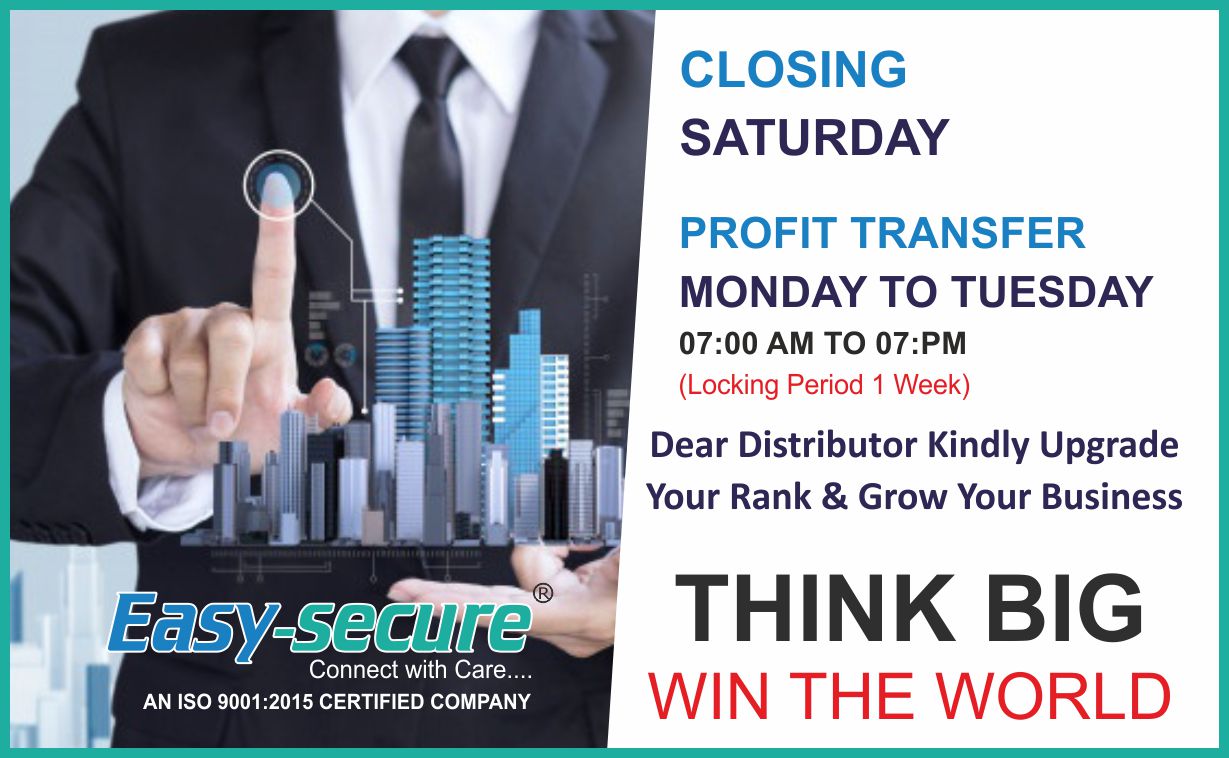 CLOSING
SATURDAY
PROFIT TRANSFER
MONDAY TO TUESDAY
07:00 AM TO 07:PM
(Locking Period 1 Week)
Dear Distributor Kindly Upgrade
Your Rank & Grow Your Business
THINK BIG
WIN THE WORLD
Easy-secure®
Connect with Care....
AN ISO 9001:2015 CERTIFIED COMPANY